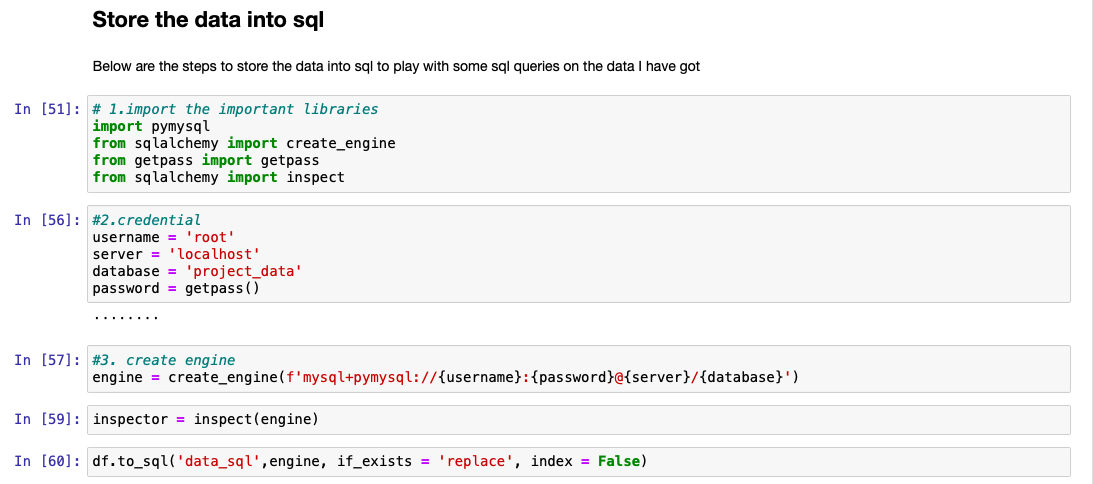 Store the data into sql
Below are the steps to store the data into sql to play with some sql queries on the data I have got
In [51]: # 1.import the important libraries
import pymysql
from sqlalchemy import create_engine
from getpass import getpass
from sqlalchemy import inspect
In [56]: #2.credential
username = 'root'
server = 'localhost'
database = 'project_data'
password = getpass()
········
In [57]: #3. create engine
engine = create_engine(f'mysql+pymysql://{username}:{password}@{server}/{database}')
In [59]: inspector = inspect(engine)
In [60]: df.to_sql('data_sql',engine, if_exists = 'replace', index = False)